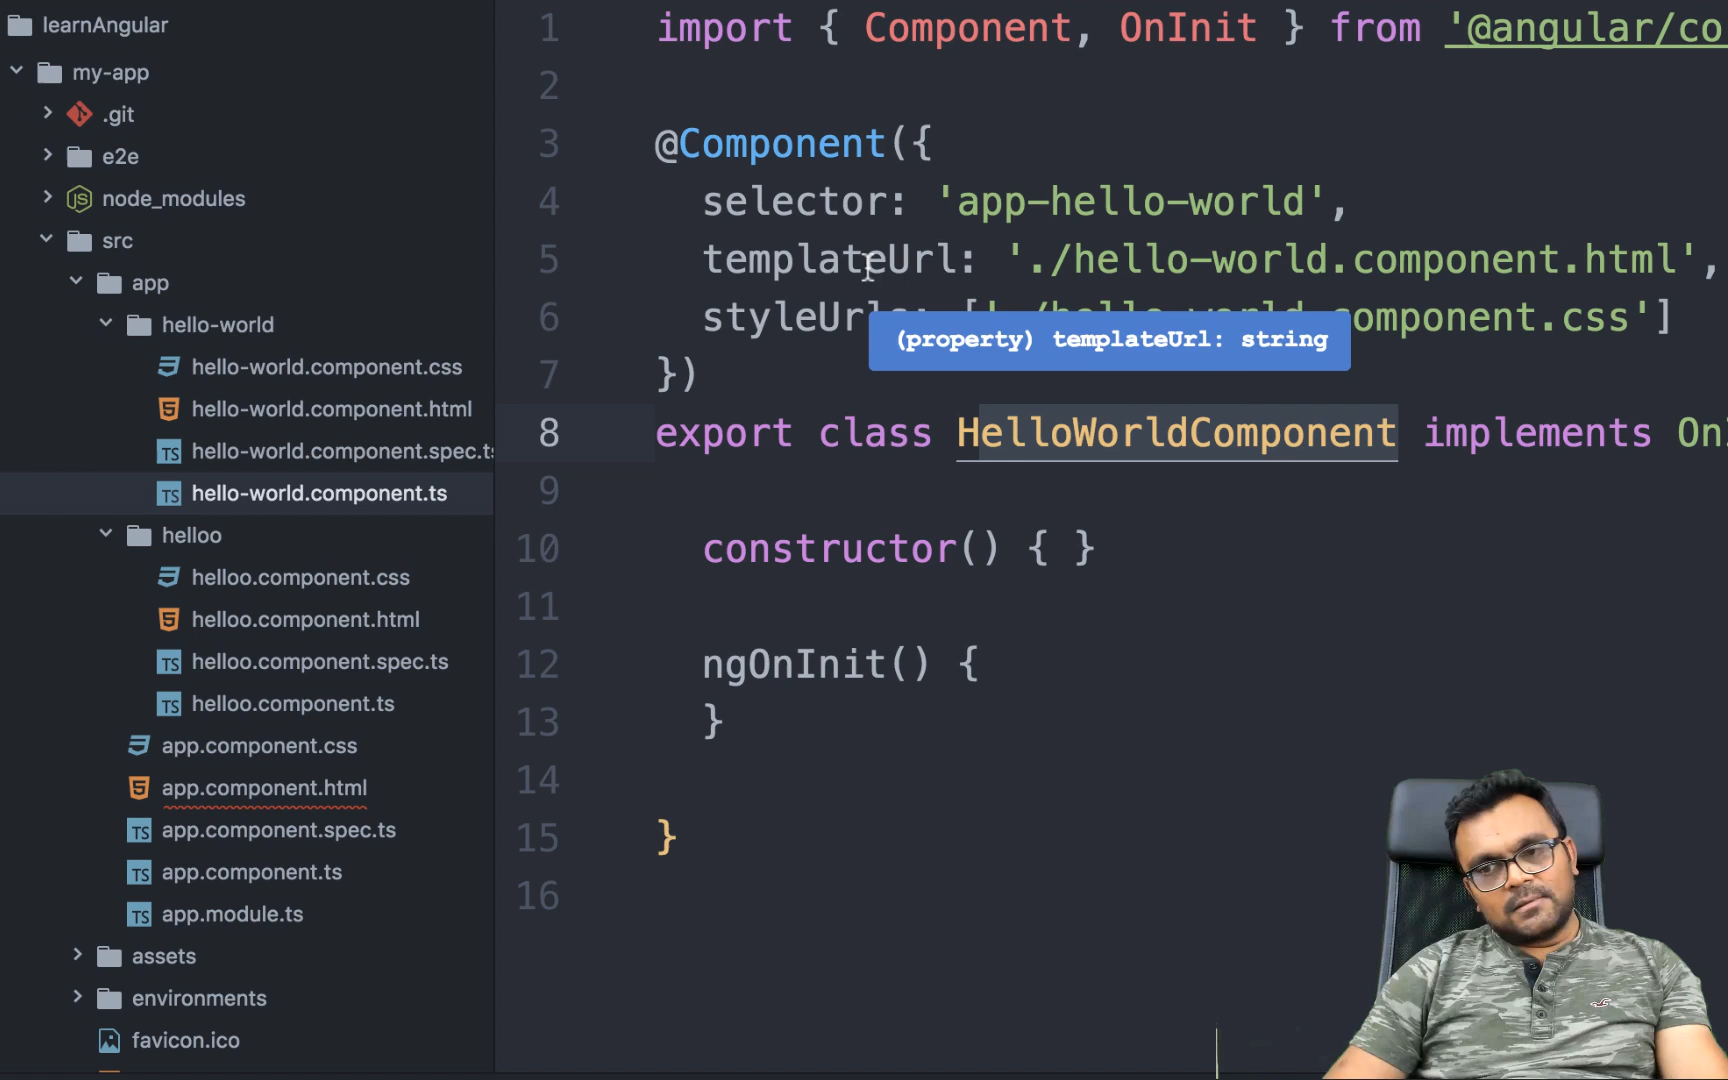 learnAngular
my-app
.git
e2e
node_modules
src
app
hello-world
hello-world.component.css
hello-world.component.html
hello-world.component.spec.ts
hello-world.component.ts
helloo
helloo.component.css
helloo.component.html
helloo.component.spec.ts
helloo.component.ts
app.component.css
app.component.html
app.component.spec.ts
app.component.ts
app.module.ts
assets
environments
favicon.ico
1 import { Component, OnInit } from '@angular/co
2
3 @Component({
4 selector: 'app-hello-world',
5 templateUrl: './hello-world.component.html',
6 styleUrls: ['./hello-world.component.css']
(property) templateUrl: string
7 })
8 export class HelloWorldComponent implements On
9
10 constructor() { }
11
12 ngOnInit() {
13 }
14
15 }
16